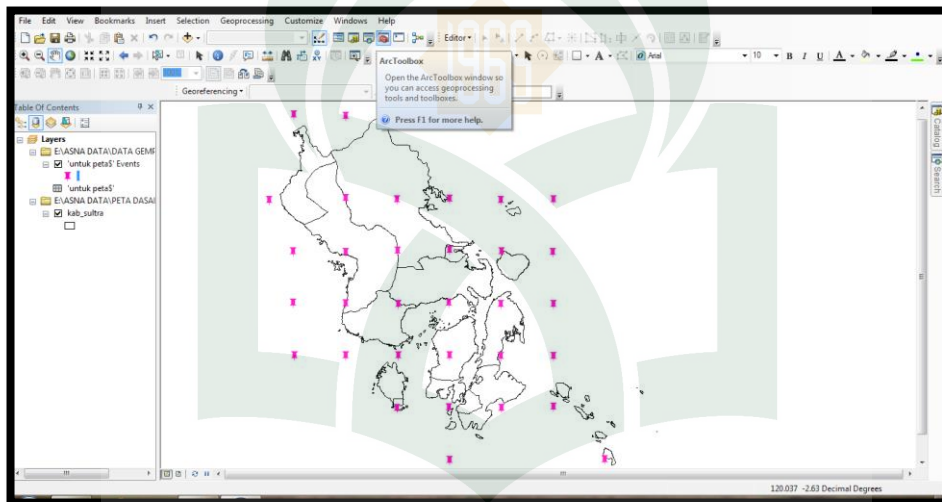 File Edit View Bookmarks Insert Selection Geoprocessing Customize Windows Help
Editor
Arial 10 B I U A
Georeferencing
ArcToolbox
Open the ArcToolbox window so
you can access geoprocessing
tools and toolboxes.
Press F1 for more help.
Table Of Contents
Layers
E:\ASNA DATA\DATA GEMP
'untuk peta$' Events
'untuk peta$'
E:\ASNA DATA\PETA DASAI
kab_sultra
Catalog
Search
1965
120.037 -2.63 Decimal Degrees